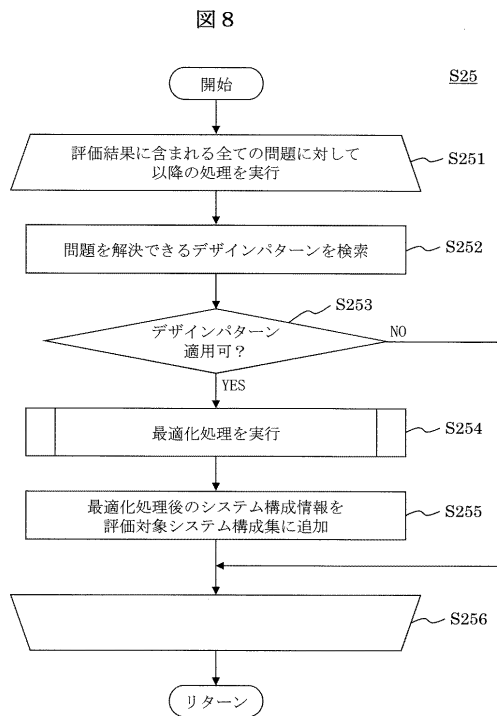 図８
開始
S25
評価結果に含まれる全ての問題に対して
以降の処理を実行
S251
問題を解決できるデザインパターンを検索
S252
S253
デザインパターン
適用可？
NO
YES
最適化処理を実行
S254
最適化処理後のシステム構成情報を
評価対象システム構成集に追加
S255
S256
リターン